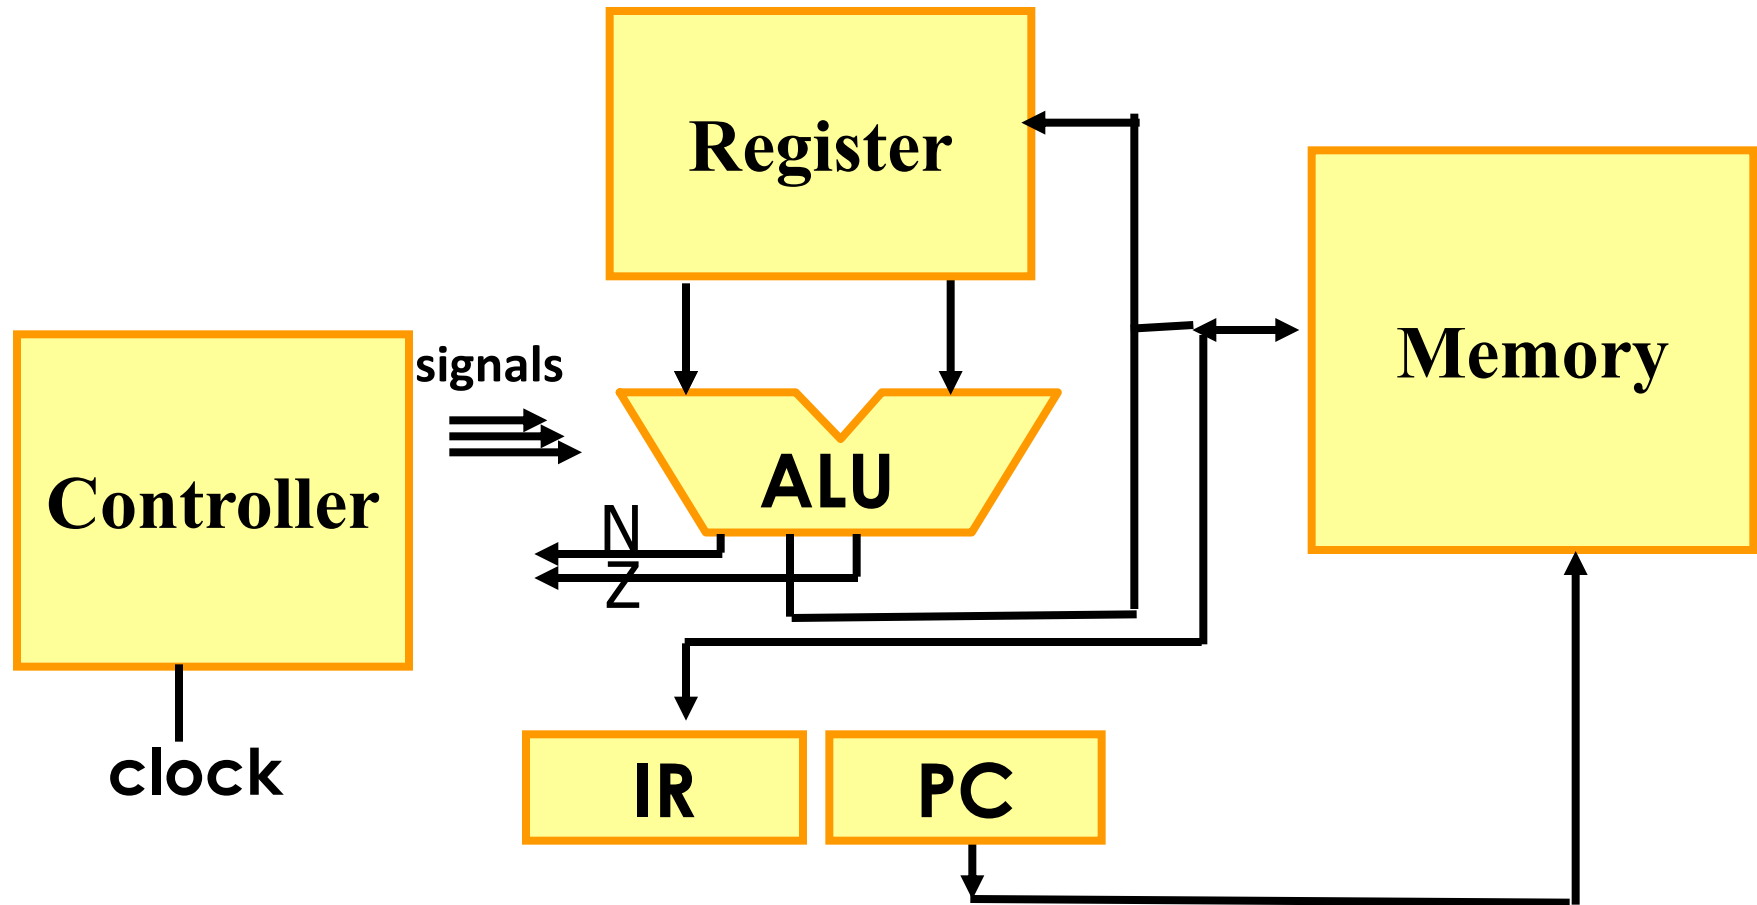 Register
Memory
signals
Controller
ALU
N
Z
clock
IR
PC